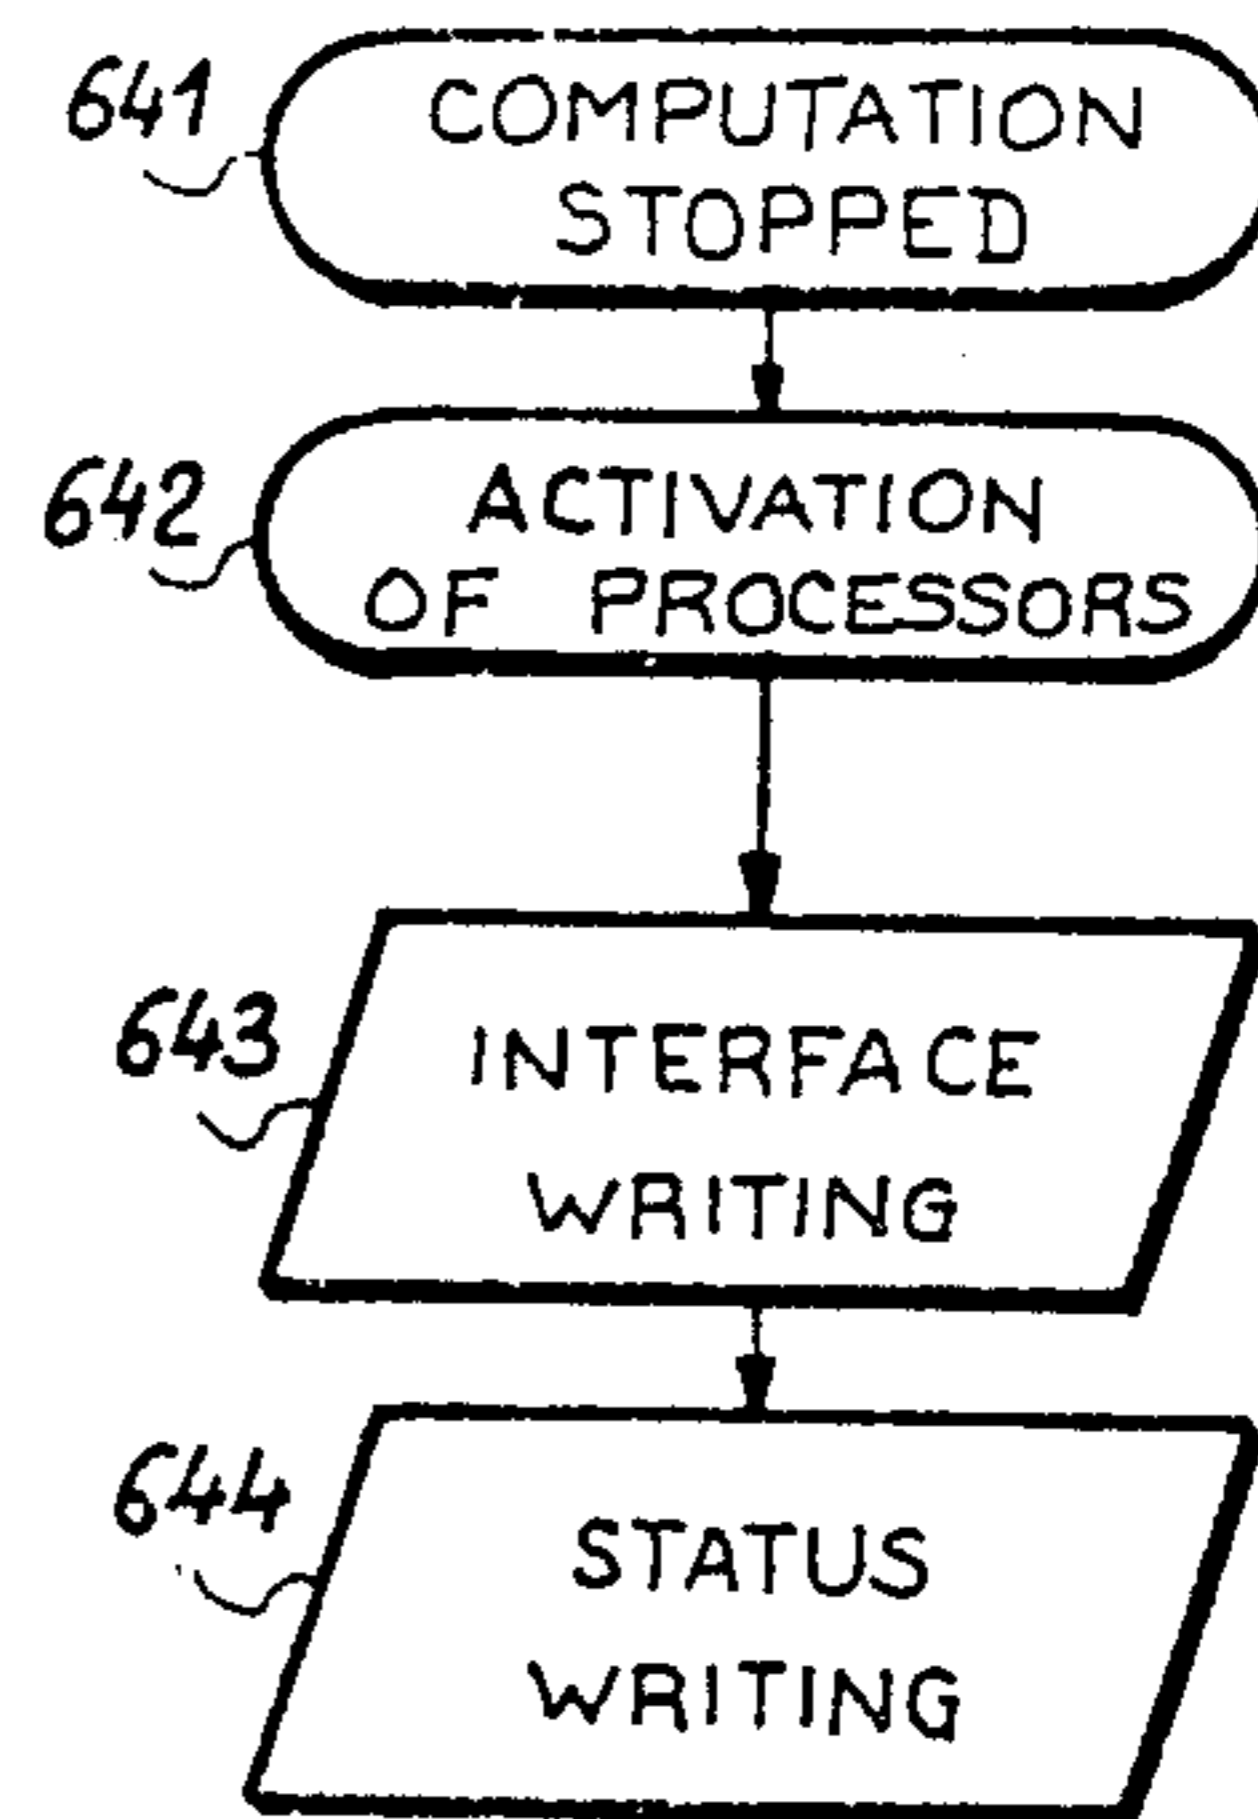 641
COMPUTATION
STOPPED
642
ACTIVATION
OF PROCESSORS
643
INTERFACE
WRITING
644
STATUS
WRITING